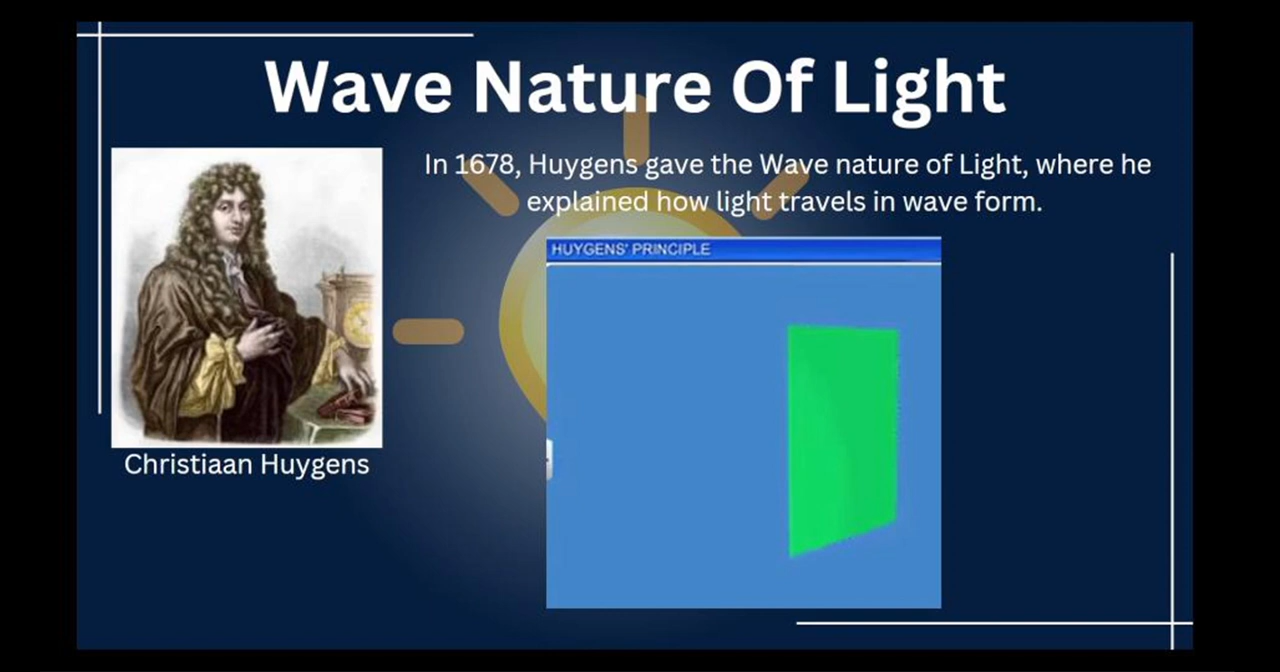 Wave Nature Of Light
In 1678, Huygens gave the Wave nature of Light, where he
explained how light travels in wave form.
HUYGENS' PRINCIPLE
Christiaan Huygens